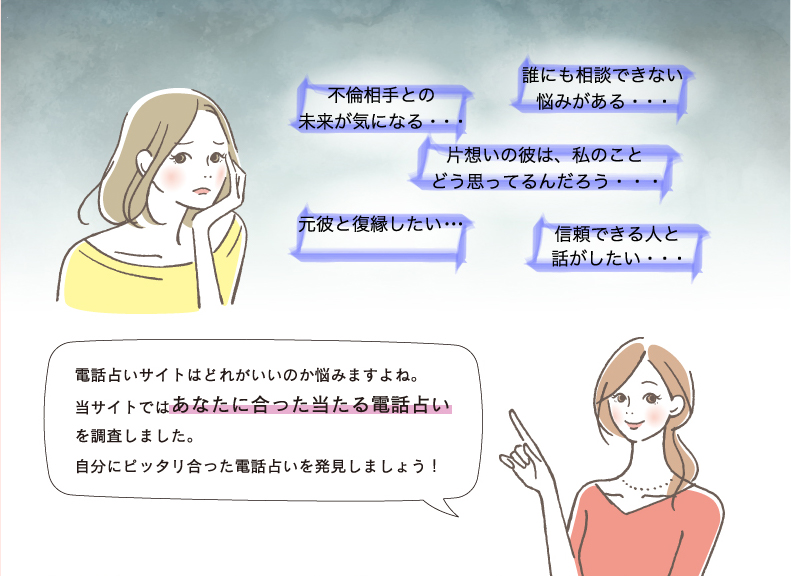 誰にも相談できない
悩みがある・・・
不倫相手との
未来が気になる・・・
片想いの彼は、私のこと
どう思ってるんだろう・・・
元彼と復縁したい…
信頼できる人と
話がしたい・・・
電話占いサイトはどれがいいのか悩みますよね。
当サイトではあなたに合った当たる電話占い
を調査しました。
自分にピッタリ合った電話占いを発見しましょう！